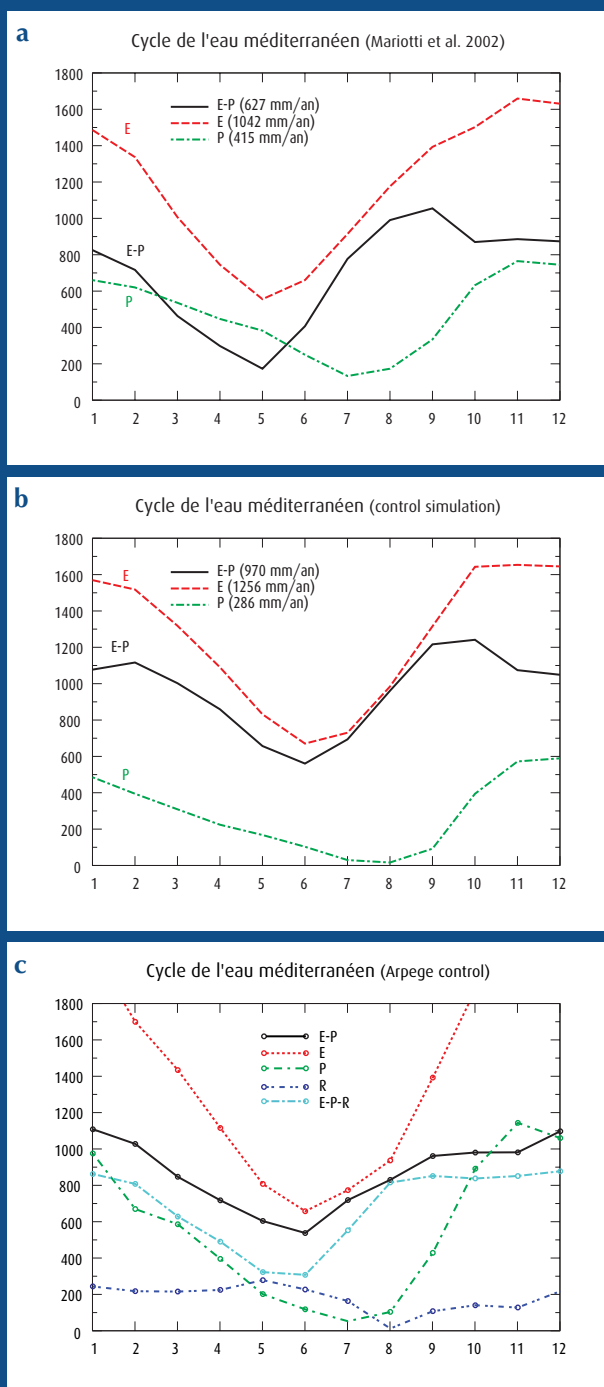 a
Cycle de l'eau méditerranéen (Mariotti et al. 2002)
1800
1600
1400
1200
1000
800
600
400
200
0
E-P (627 mm/an)
E (1042 mm/an)
P (415 mm/an)
E
E-P
P
1 2 3 4 5 6 7 8 9 10 11 12
b
Cycle de l'eau méditerranéen (control simulation)
1800
1600
1400
1200
1000
800
600
400
200
0
E-P (970 mm/an)
E (1256 mm/an)
P (286 mm/an)
E
E-P
P
1 2 3 4 5 6 7 8 9 10 11 12
c
Cycle de l'eau méditerranéen (Arpege control)
1800
1600
1400
1200
1000
800
600
400
200
0
E-P
E
P
R
E-P-R
1 2 3 4 5 6 7 8 9 10 11 12